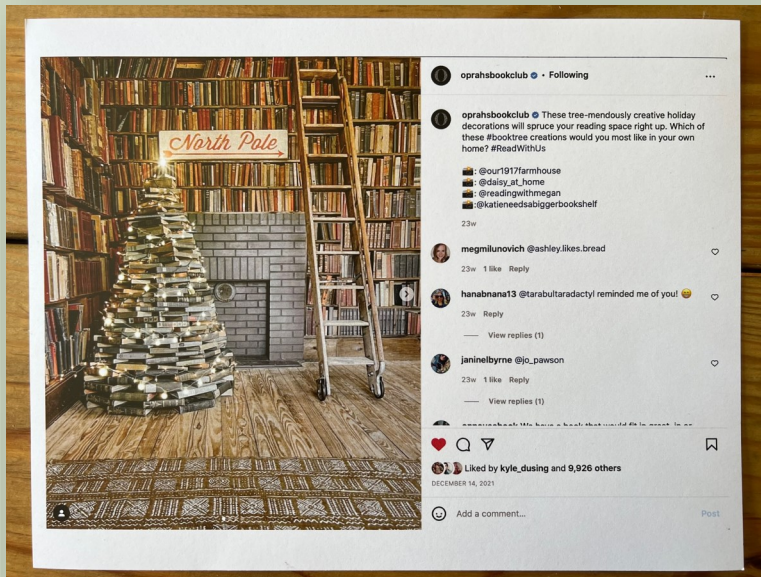 North Pole
oprahsbookclub • Following
oprahsbookclub These tree-mendously creative holiday
decorations will spruce your reading space right up. Which of
these #booktree creations would you most like in your own
home? #ReadWithUs
📸: @our1917farmhouse
📸: @daisy_at_home
📸: @readingwithmegan
📸:@katieneedsabiggerbookshelf
23w
megmilunovich @ashley.likes.bread
23w 1 like Reply
hanabnana13 @tarabultaradactyl reminded me of you! 😄
23w Reply
View replies (1)
janinelbyrne @jo_pawson
23w 1 like Reply
View replies (1)
Liked by kyle_dusing and 9,926 others
DECEMBER 14, 2021
Add a comment...
Post